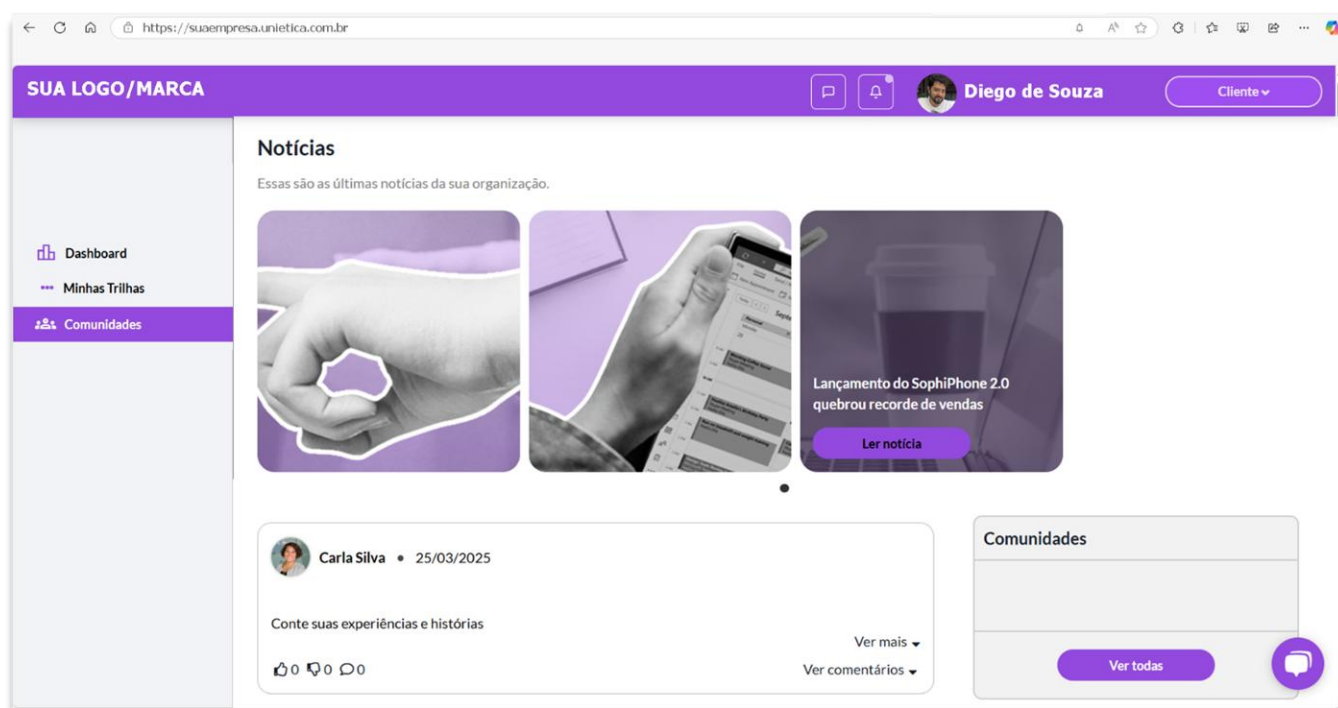 https://suaempresa.unietica.com.br
SUA LOGO/MARCA
Diego de Souza
Cliente
Notícias
Essas são as últimas notícias da sua organização.
Dashboard
Minhas Trilhas
Comunidades
Lançamento do SophiPhone 2.0
quebrou recorde de vendas
Ler notícia
Carla Silva • 25/03/2025
Conte suas experiências e histórias
Ver mais
0 0 0
Ver comentários
Comunidades
Ver todas